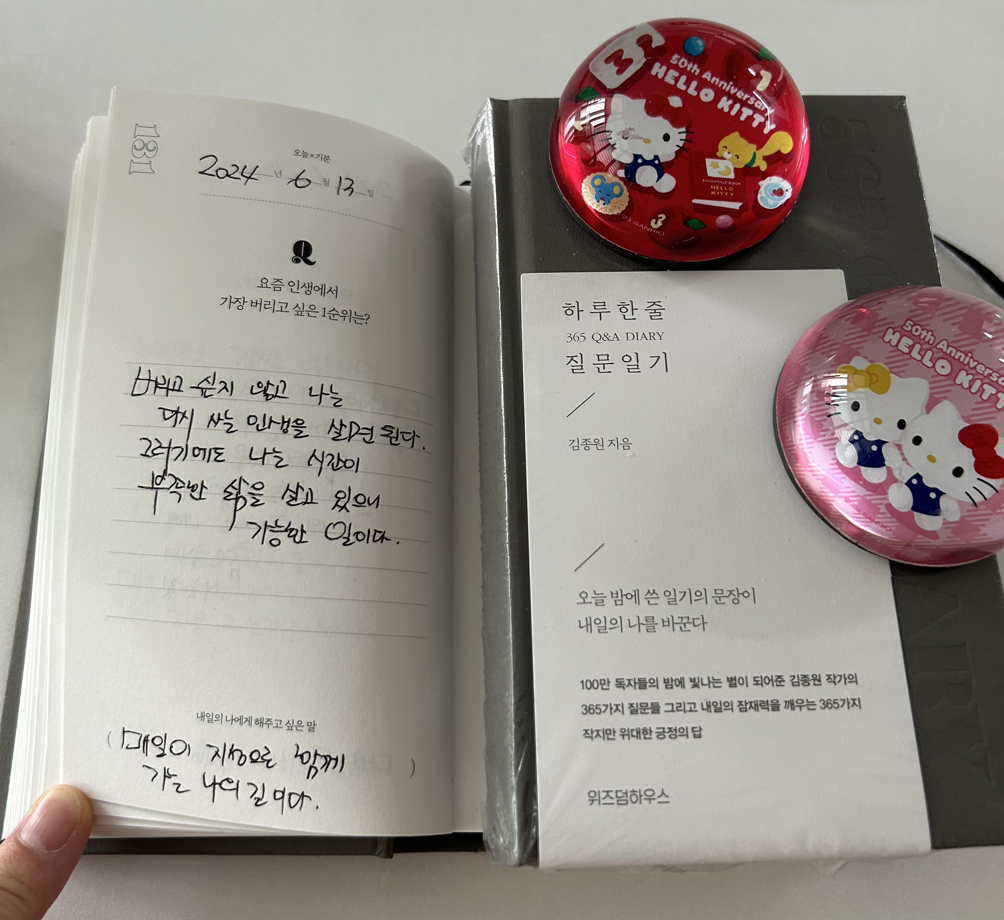 181
오늘×기분
2024 년 6 월 13 일
Q
요즘 인생에서
가장 버리고 싶은 1순위는?
버리고 싶지 않고 나는
다시 사는 인생을 살면 된다.
그러기에도 나는 시간이
부족한 삶을 살고 있으니
가능한 일이다.
내일의 나에게 해주고 싶은 말
( 매일이 지성으로 함께 )
가는 나의 길이다.
50th Anniversary
HELLO KITTY
1
HELLO
KITTY
3
하루한줄
365 Q&A DIARY
질문일기
김종원 지음
오늘 밤에 쓴 일기의 문장이
내일의 나를 바꾼다
100만 독자들의 밤에 빛나는 별이 되어준 김종원 작가의
365가지 질문들 그리고 내일의 잠재력을 깨우는 365가지
작지만 위대한 긍정의 답
위즈덤하우스
50th Anniversary
HELLO KITTY